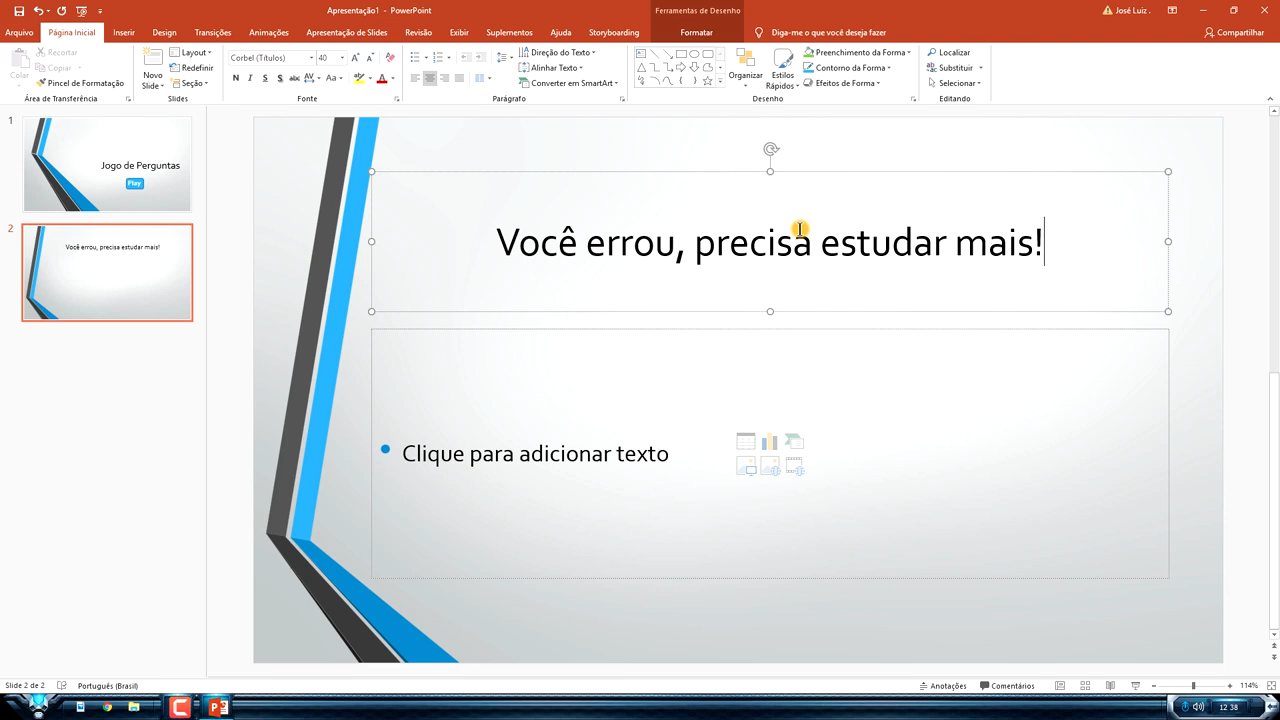 Apresentação1 - PowerPoint
Ferramentas de Desenho
José Luiz .
Arquivo
Página Inicial
Inserir
Design
Transições
Animações
Apresentação de Slides
Revisão
Exibir
Suplementos
Ajuda
Storyboarding
Formatar
Diga-me o que você deseja fazer
Compartilhar
Colar
Recortar
Copiar
Pincel de Formatação
Área de Transferência
Novo
Slide
Layout
Redefinir
Seção
Slides
Corbel (Títulos)
40
N I S S abc AV Aa
Fonte
Direção do Texto
Alinhar Texto
Converter em SmartArt
Parágrafo
Organizar
Estilos
Rápidos
Preenchimento da Forma
Contorno da Forma
Efeitos de Forma
Desenho
Localizar
Substituir
Selecionar
Editando
1
Jogo de Perguntas
Play
2
Você errou, precisa estudar mais!
Você errou, precisa estudar mais!
Clique para adicionar texto
Slide 2 de 2
Português (Brasil)
Anotações
Comentários
114%
12:38